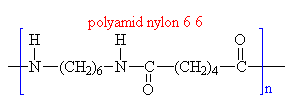 polyamid nylon 6 6
H H O
N (CH2)6 N C (CH2)4 C
O n